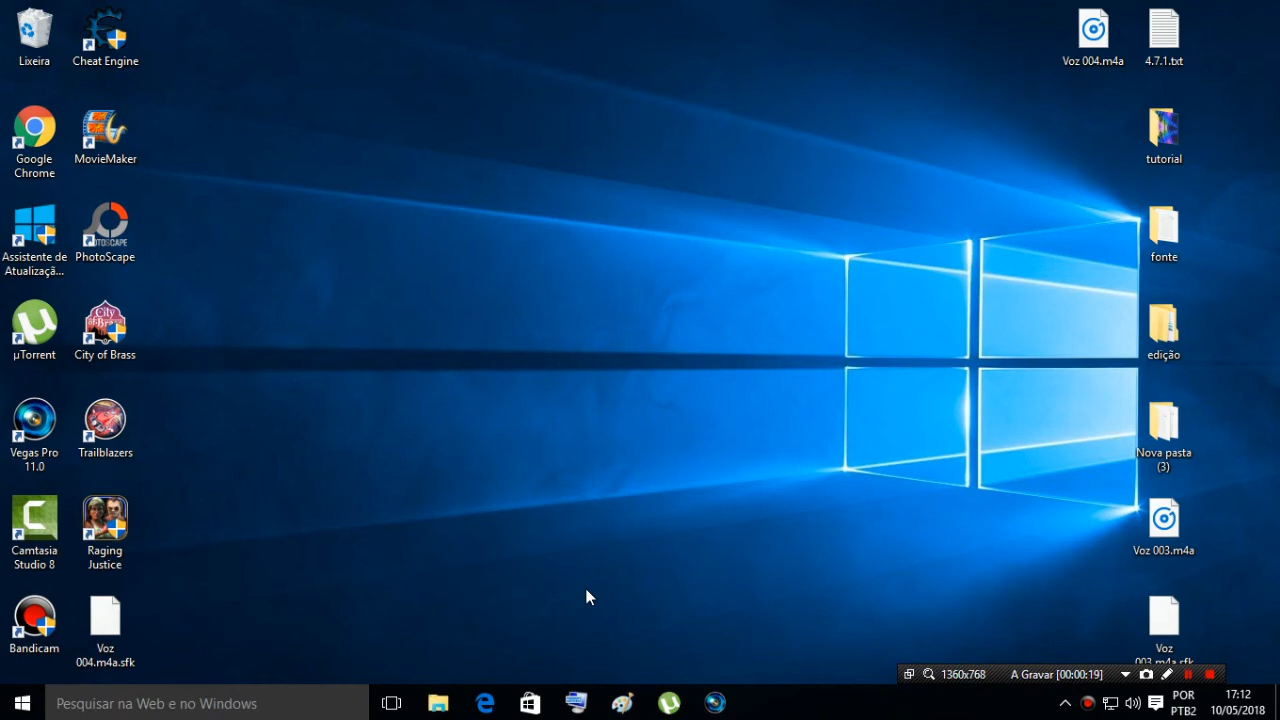 Lixeira
Cheat Engine
Google
Chrome
MovieMaker
Assistente de
Atualizaçã...
PhotoScape
µTorrent
City of Brass
Vegas Pro
11.0
Trailblazers
Camtasia
Studio 8
Raging
Justice
Bandicam
Voz
004.m4a.sfk
Voz 004.m4a
4.7.1.txt
tutorial
fonte
edição
Nova pasta
(3)
Voz 003.m4a
Voz
003.m4a.sfk
1360x768
A Gravar [00:00:19]
Pesquisar na Web e no Windows
POR
PTB2
17:12
10/05/2018